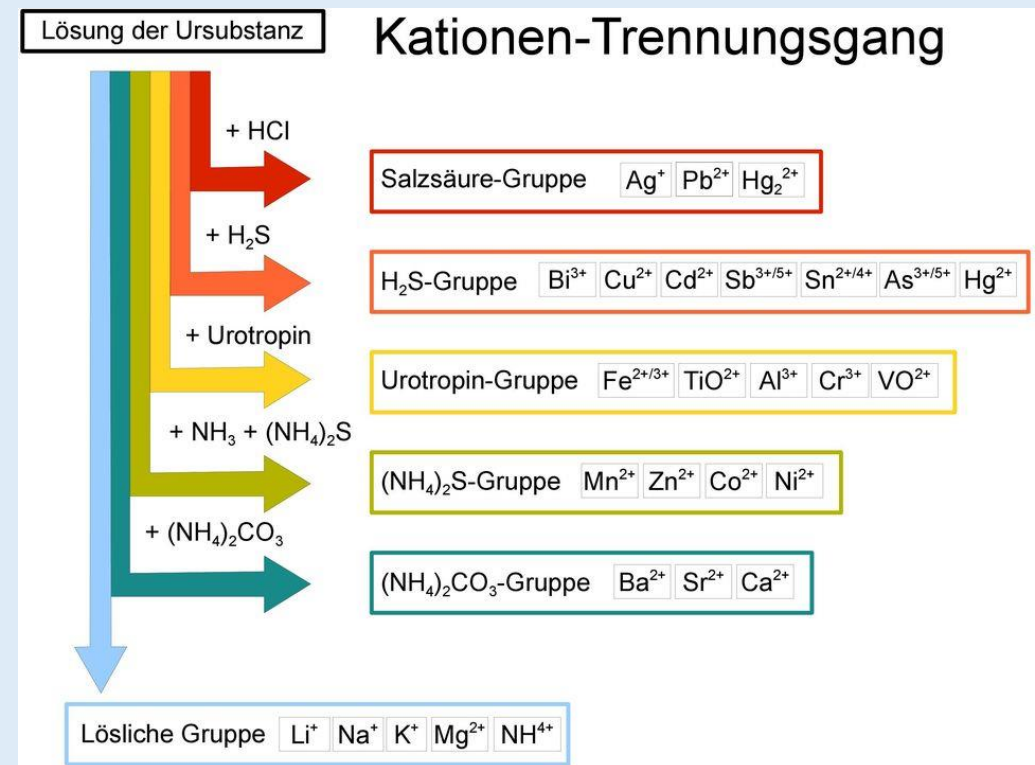 Lösung der Ursubstanz
Kationen-Trennungsgang
+ HCl
Salzsäure-Gruppe Ag⁺ Pb²⁺ Hg₂²⁺
+ H₂S
H₂S-Gruppe Bi³⁺ Cu²⁺ Cd²⁺ Sb³⁺/⁵⁺ Sn²⁺/⁴⁺ As³⁺/⁵⁺ Hg²⁺
+ Urotropin
Urotropin-Gruppe Fe²⁺/³⁺ TiO²⁺ Al³⁺ Cr³⁺ VO²⁺
+ NH₃ + (NH₄)₂S
(NH₄)₂S-Gruppe Mn²⁺ Zn²⁺ Co²⁺ Ni²⁺
+ (NH₄)₂CO₃
(NH₄)₂CO₃-Gruppe Ba²⁺ Sr²⁺ Ca²⁺
Lösliche Gruppe Li⁺ Na⁺ K⁺ Mg²⁺ NH⁴⁺